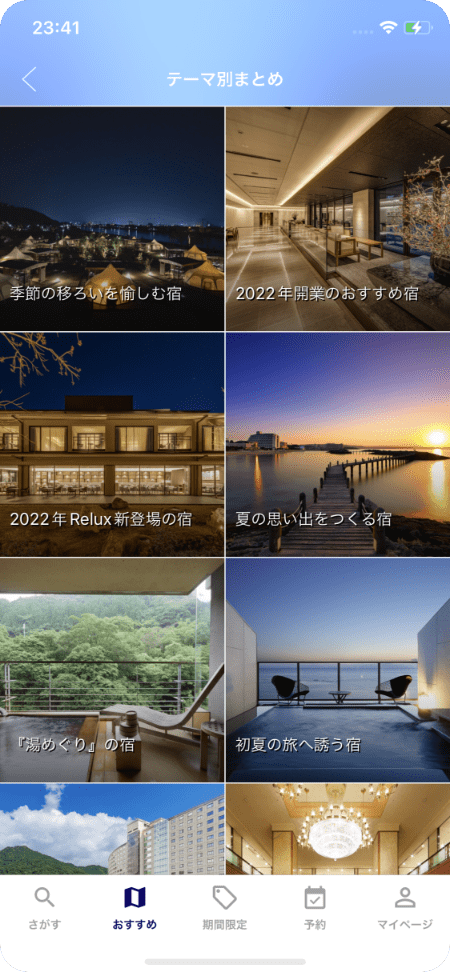 23:41
テーマ別まとめ
季節の移ろいを愉しむ宿
2022年開業のおすすめ宿
2022年Relux新登場の宿
夏の思い出をつくる宿
『湯めぐり』の宿
初夏の旅へ誘う宿
さがす
おすすめ
期間限定
予約
マイページ